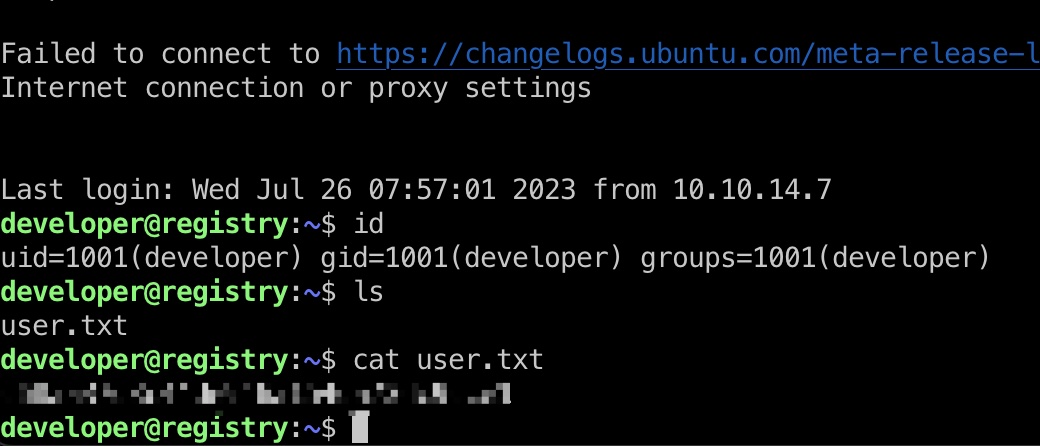 Failed to connect to https://changelogs.ubuntu.com/meta-release-l
Internet connection or proxy settings
Last login: Wed Jul 26 07:57:01 2023 from 10.10.14.7
developer@registry:~$ id
uid=1001(developer) gid=1001(developer) groups=1001(developer)
developer@registry:~$ ls
user.txt
developer@registry:~$ cat user.txt
developer@registry:~$